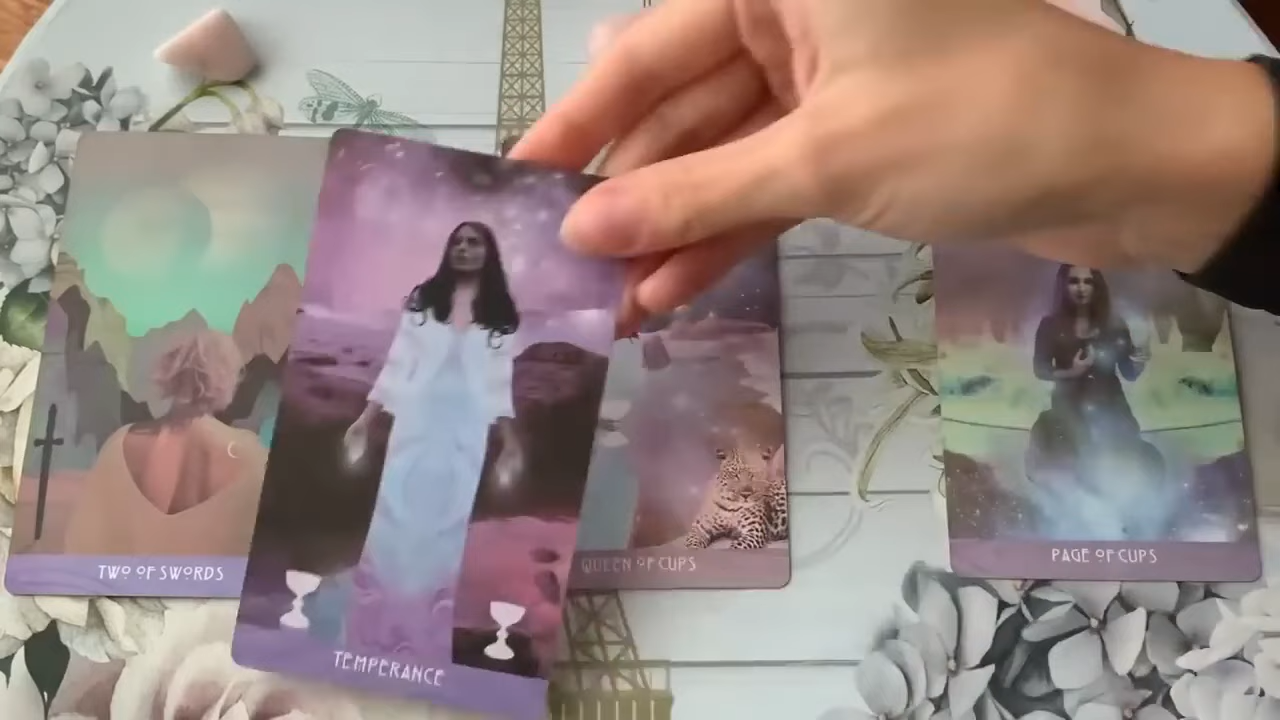 TWO OF SWORDS
TEMPERANCE
QUEEN OF CUPS
PAGE OF CUPS